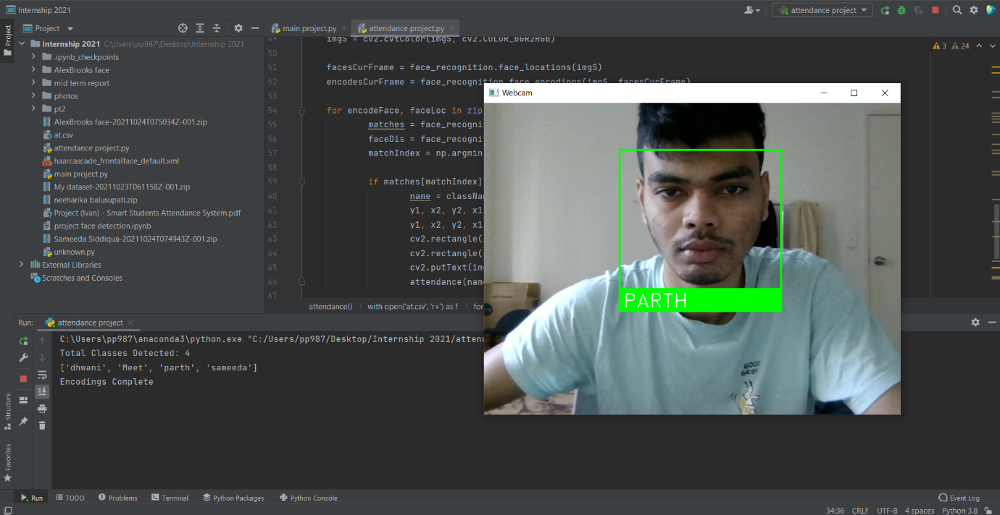 Internship 2021
attendance project
Project
Project
main project.py
attendance project.py
Internship 2021 C:\Users\pp987\Desktop\Internship 2021
.ipynb_checkpoints
AlexBrooks face
mid term report
photos
pt2
AlexBrooks face-20211024T075034Z-001.zip
at.csv
attendance project.py
haarcascade_frontalface_default.xml
main project.py
My dataset-20211023T061158Z-001.zip
neeharika balusupati.zip
Project (Ivan) - Smart Students Attendance System.pdf
project face detection.ipynb
Sameeda Siddiqua-20211024T074943Z-001.zip
unknown.py
External Libraries
Scratches and Consoles
3 24
49 imgS = cv2.cvtColor(imgS, cv2.COLOR_BGR2RGB)
50
51 facesCurFrame = face_recognition.face_locations(imgS)
52 encodesCurFrame = face_recognition.face_encodings(imgS, facesCurFrame)
53
54 for encodeFace, faceLoc in zip
55 matches = face_recognit
56 faceDis = face_recognit
57 matchIndex = np.argmin
58
59 if matches[matchIndex]
60 name = classNam
61 y1, x2, y2, x1
62 y1, x2, y2, x1
63 cv2.rectangle(
64 cv2.rectangle(
65 cv2.putText(im
66 attendance(name
67
attendance() with open('at.csv', 'r+') as f for
Webcam
PARTH
GOOD
GRIEF
Run: attendance project
C:\Users\pp987\anaconda3\python.exe "C:/Users/pp987/Desktop/Internship 2021/attend
Total Classes Detected: 4
['dhwani', 'Meet', 'parth', 'sameeda']
Encodings Complete
Structure
Favorites
Run TODO Problems Terminal Python Packages Python Console Event Log
34:36 CRLF UTF-8 4 spaces Python 3.8